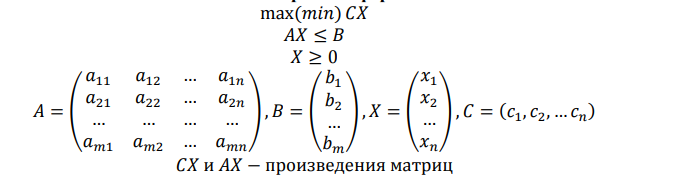 max(min) CX
AX ≤ B
X ≥ 0
A = (a₁₁ a₁₂ … a₁ₙ
a₂₁ a₂₂ … a₂ₙ
… … … …
aₘ₁ aₘ₂ … aₘₙ), B = (b₁
b₂
…
bₘ), X = (x₁
x₂
…
xₙ), C = (c₁, c₂, … cₙ)
CX и AX − произведения матриц